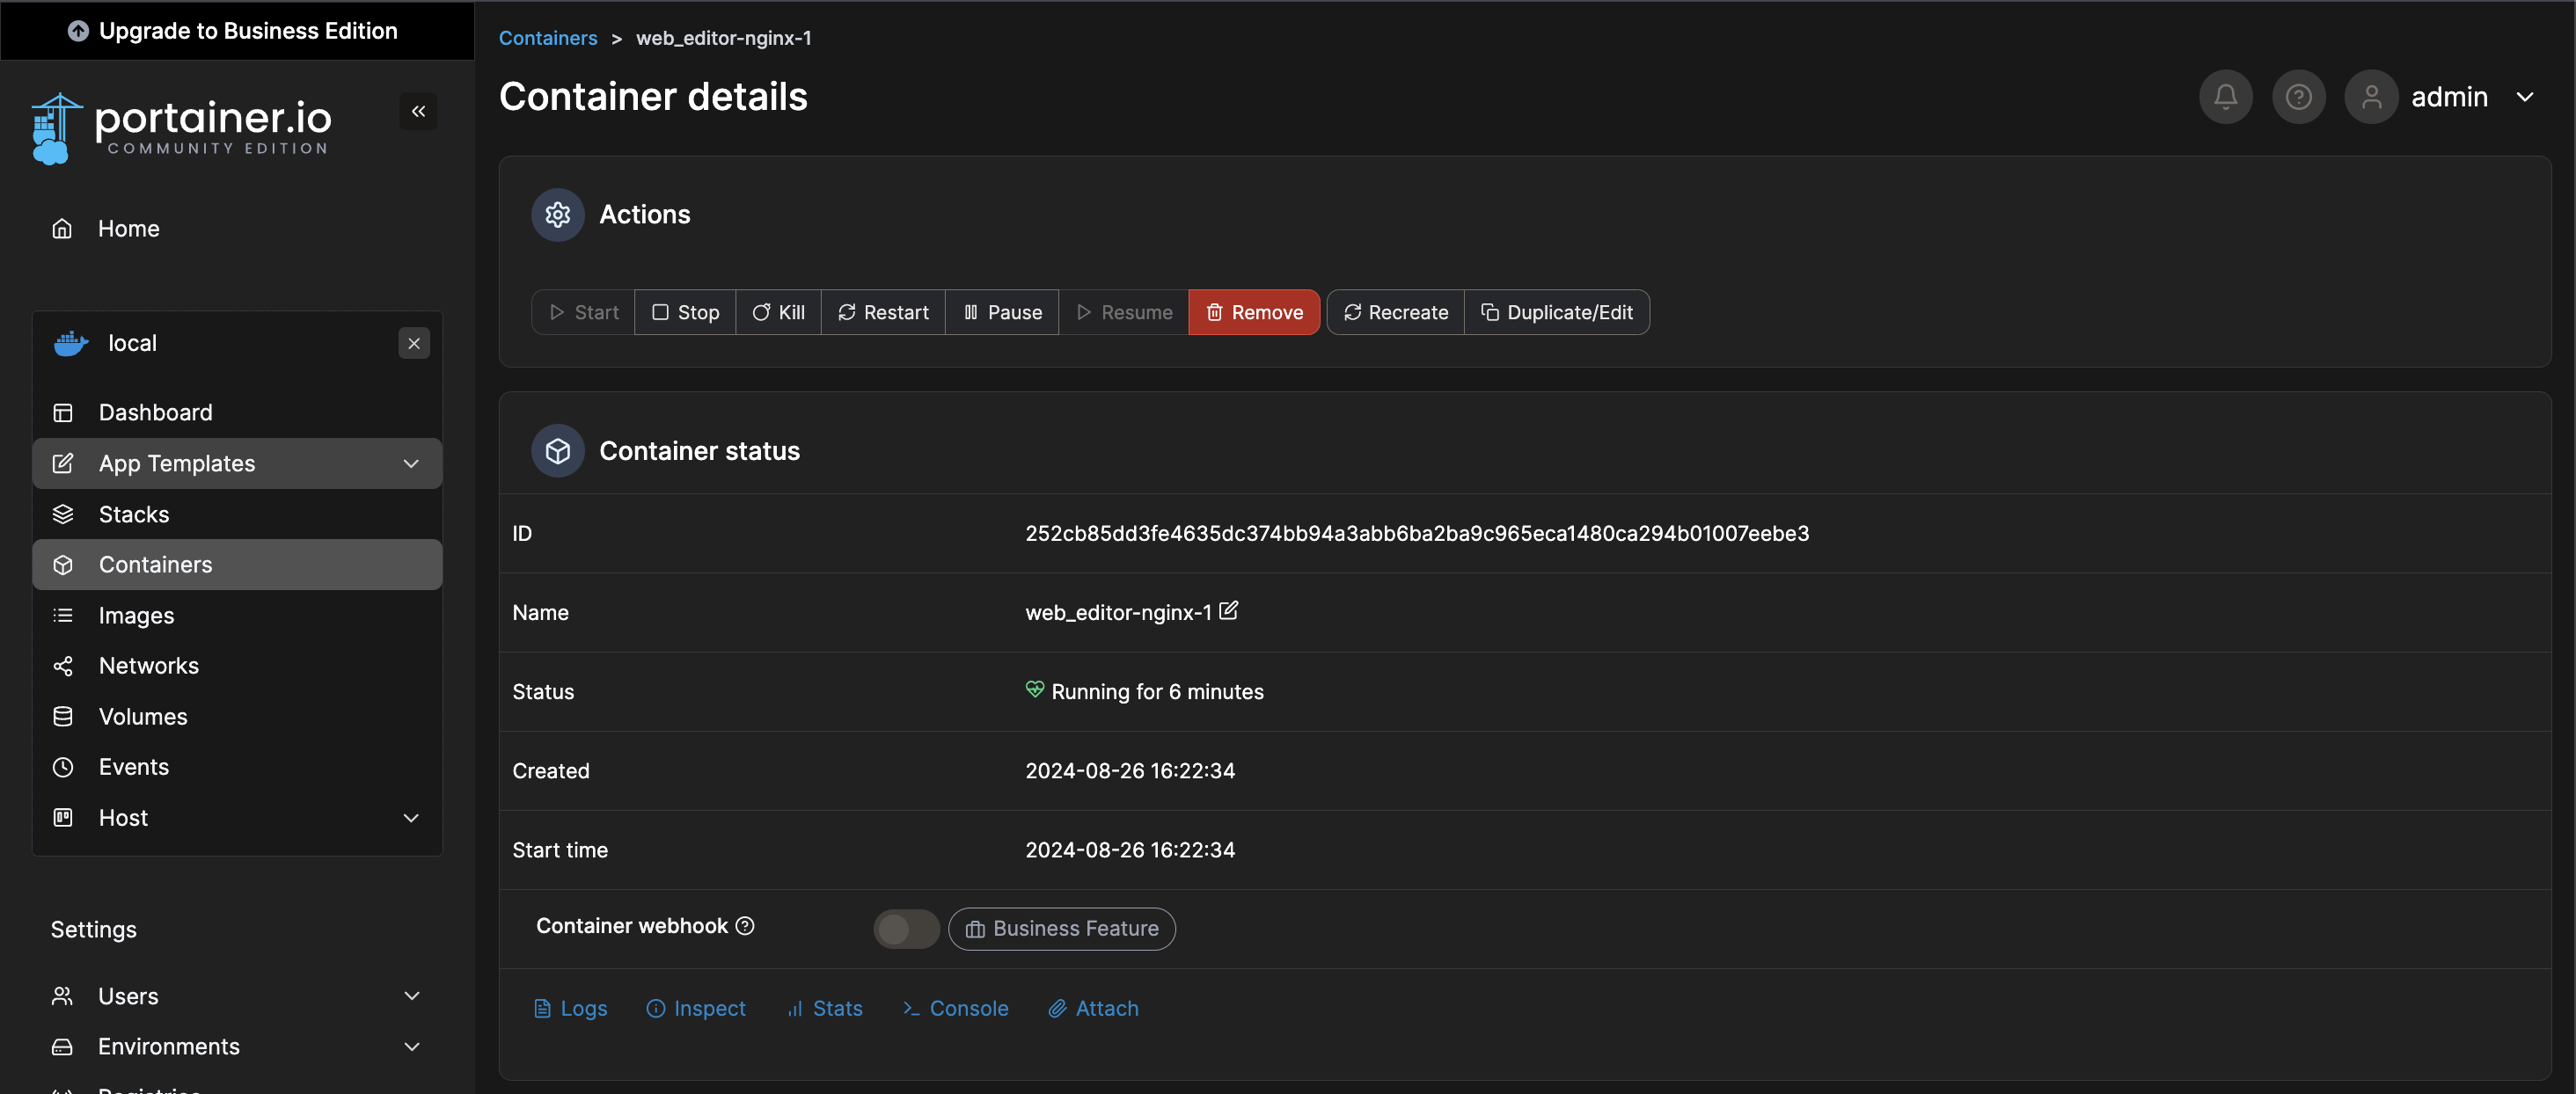 Upgrade to Business Edition
portainer.io
COMMUNITY EDITION
Home
local
Dashboard
App Templates
Stacks
Containers
Images
Networks
Volumes
Events
Host
Settings
Users
Environments
Containers > web_editor-nginx-1
Container details
admin
Actions
Start Stop Kill Restart Pause Resume Remove Recreate Duplicate/Edit
Container status
ID 252cb85dd3fe4635dc374bb94a3abb6ba2ba9c965eca1480ca294b01007eebe3
Name web_editor-nginx-1
Status Running for 6 minutes
Created 2024-08-26 16:22:34
Start time 2024-08-26 16:22:34
Container webhook Business Feature
Logs Inspect Stats Console Attach